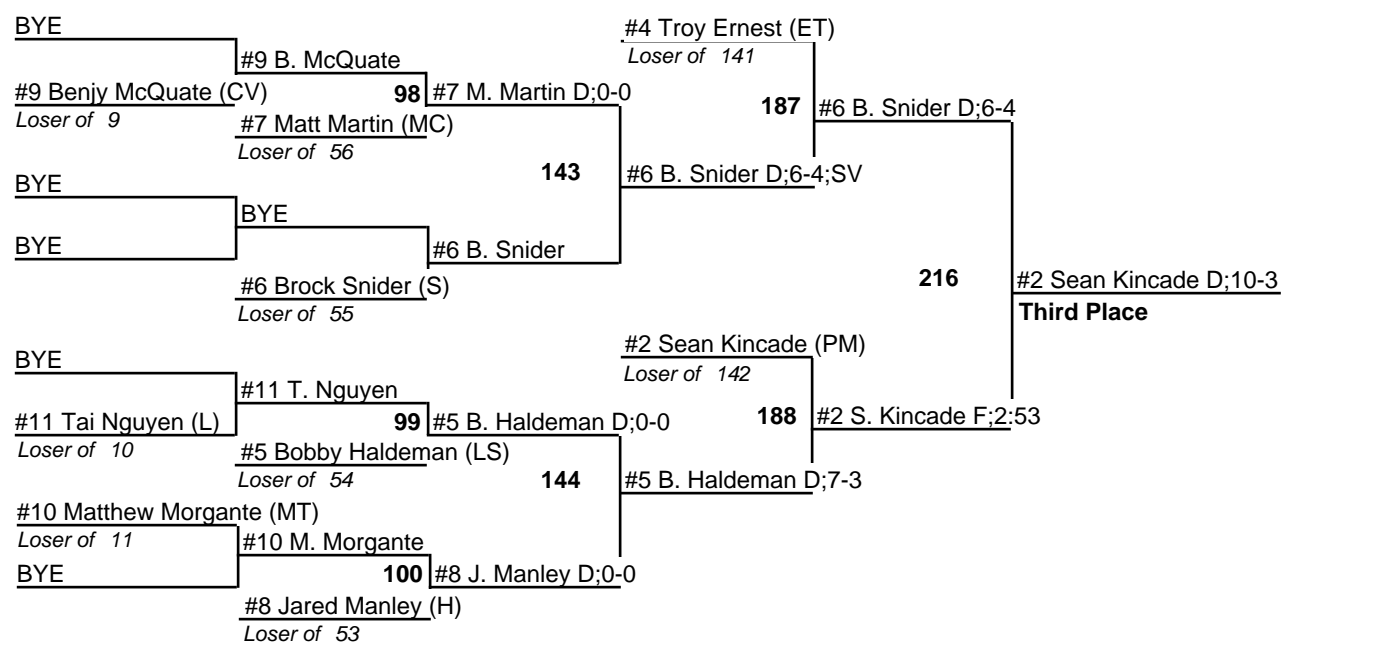 BYE
#4 Troy Ernest (ET)
#9 B. McQuate
Loser of 141
#9 Benjy McQuate (CV)
98
#7 M. Martin D;0-0
187
#6 B. Snider D;6-4
Loser of 9
#7 Matt Martin (MC)
Loser of 56
143
#6 B. Snider D;6-4;SV
BYE
BYE
BYE
#6 B. Snider
#6 Brock Snider (S)
216
#2 Sean Kincade D;10-3
Loser of 55
Third Place
#2 Sean Kincade (PM)
BYE
Loser of 142
#11 T. Nguyen
#11 Tai Nguyen (L)
99
#5 B. Haldeman D;0-0
188
#2 S. Kincade F;2:53
Loser of 10
#5 Bobby Haldeman (LS)
Loser of 54
144
#5 B. Haldeman D;7-3
#10 Matthew Morgante (MT)
Loser of 11
#10 M. Morgante
BYE
100
#8 J. Manley D;0-0
#8 Jared Manley (H)
Loser of 53